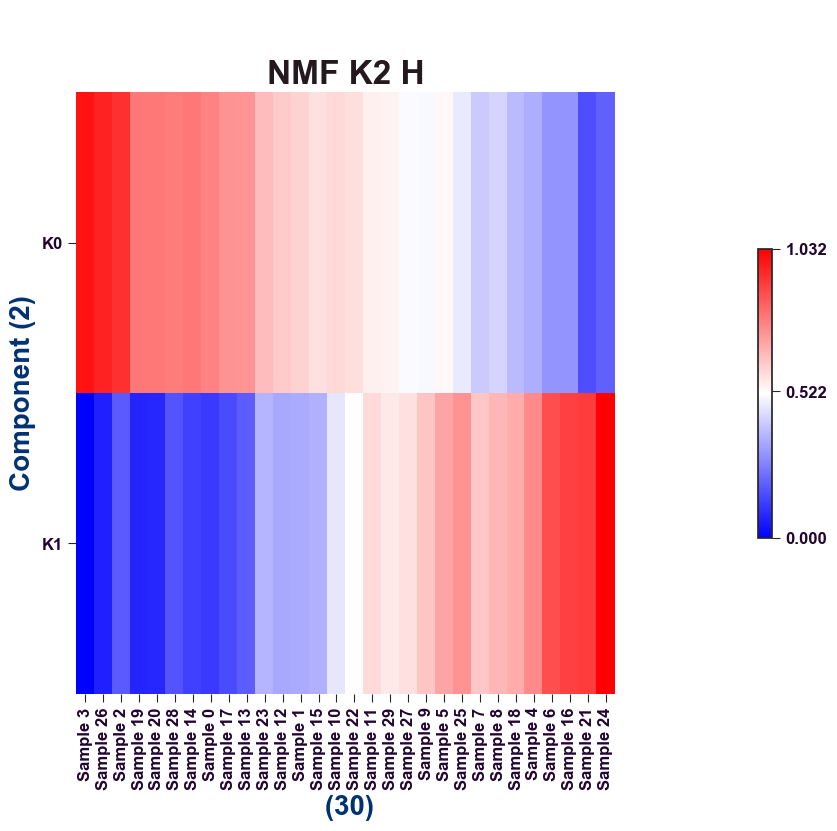 NMF K2 H
K0
K1
Component (2)
1.032
0.522
0.000
Sample 3
Sample 26
Sample 2
Sample 19
Sample 20
Sample 28
Sample 14
Sample 0
Sample 17
Sample 13
Sample 23
Sample 12
Sample 1
Sample 15
Sample 10
Sample 22
Sample 11
Sample 29
Sample 27
Sample 9
Sample 5
Sample 25
Sample 7
Sample 8
Sample 18
Sample 4
Sample 6
Sample 16
Sample 21
Sample 24
(30)